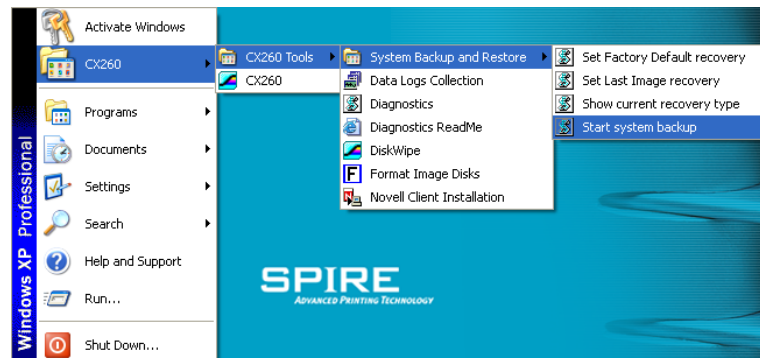 Windows XP Professional
Activate Windows
CX260
Programs
Documents
Settings
Search
Help and Support
Run...
Shut Down...
CX260 Tools
CX260
System Backup and Restore
Data Logs Collection
Diagnostics
Diagnostics ReadMe
DiskWipe
F Format Image Disks
Novell Client Installation
Set Factory Default recovery
Set Last Image recovery
Show current recovery type
Start system backup
SPIRE
ADVANCED PRINTING TECHNOLOGY